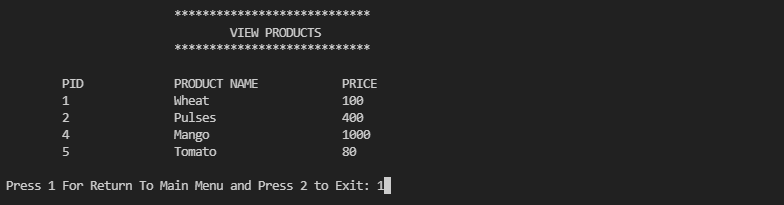 ****************************
VIEW PRODUCTS
****************************
PID PRODUCT NAME PRICE
1 Wheat 100
2 Pulses 400
4 Mango 1000
5 Tomato 80
Press 1 For Return To Main Menu and Press 2 to Exit: 1